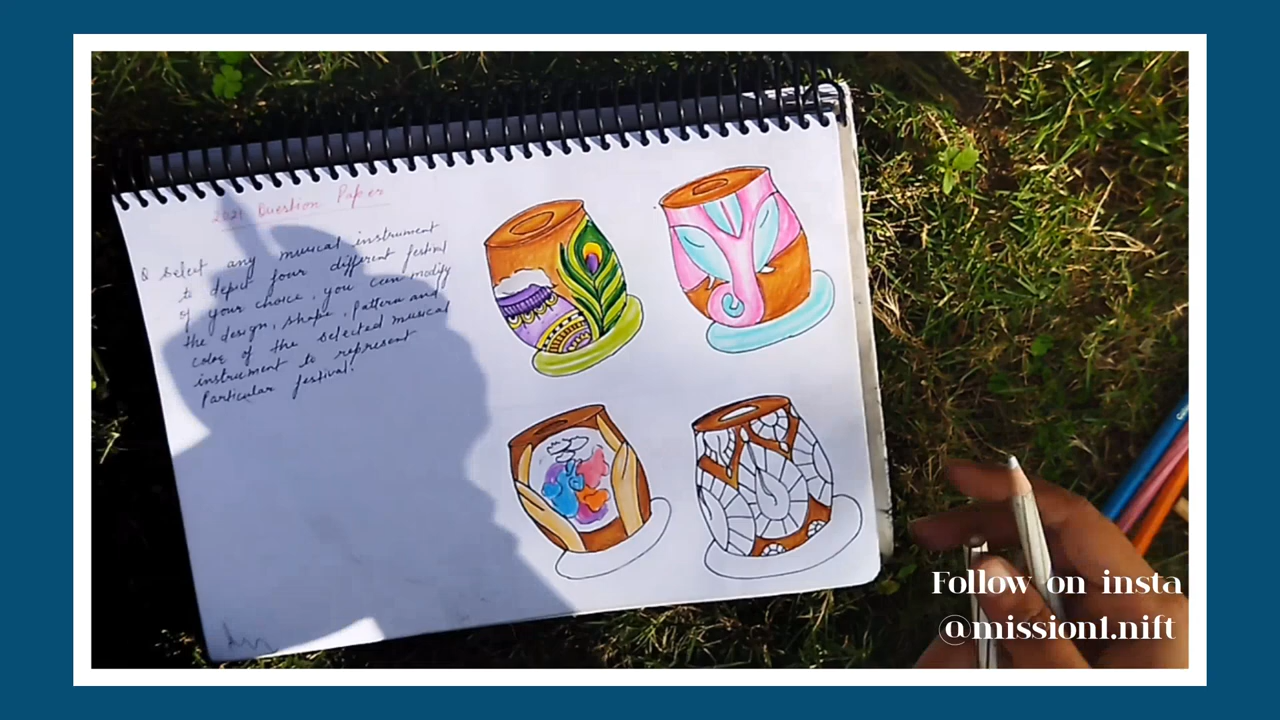 2021 Question Paper
Q Select any musical instrument
to depict four different festival
of your choice, you can modify
the design, shape, Pattern and
color of the selected musical
instrument to represent
Particular festival.
Follow on insta
@mission1.nift